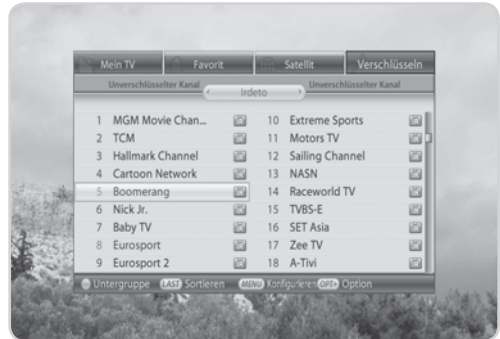 Mein TV Favorit Satellit Verschlüsseln
Unverschlüsselter Kanal Irdeto Unverschlüsselter Kanal
1 MGM Movie Chan... 10 Extreme Sports
2 TCM 11 Motors TV
3 Hallmark Channel 12 Sailing Channel
4 Cartoon Network 13 NASN
5 Boomerang 14 Raceworld TV
6 Nick Jr. 15 TVBS-E
7 Baby TV 16 SET Asia
8 Eurosport 17 Zee TV
9 Eurosport 2 18 A-Tivi
Untergruppe LAST Sortieren MENU Konfigurieren OPT+ Option